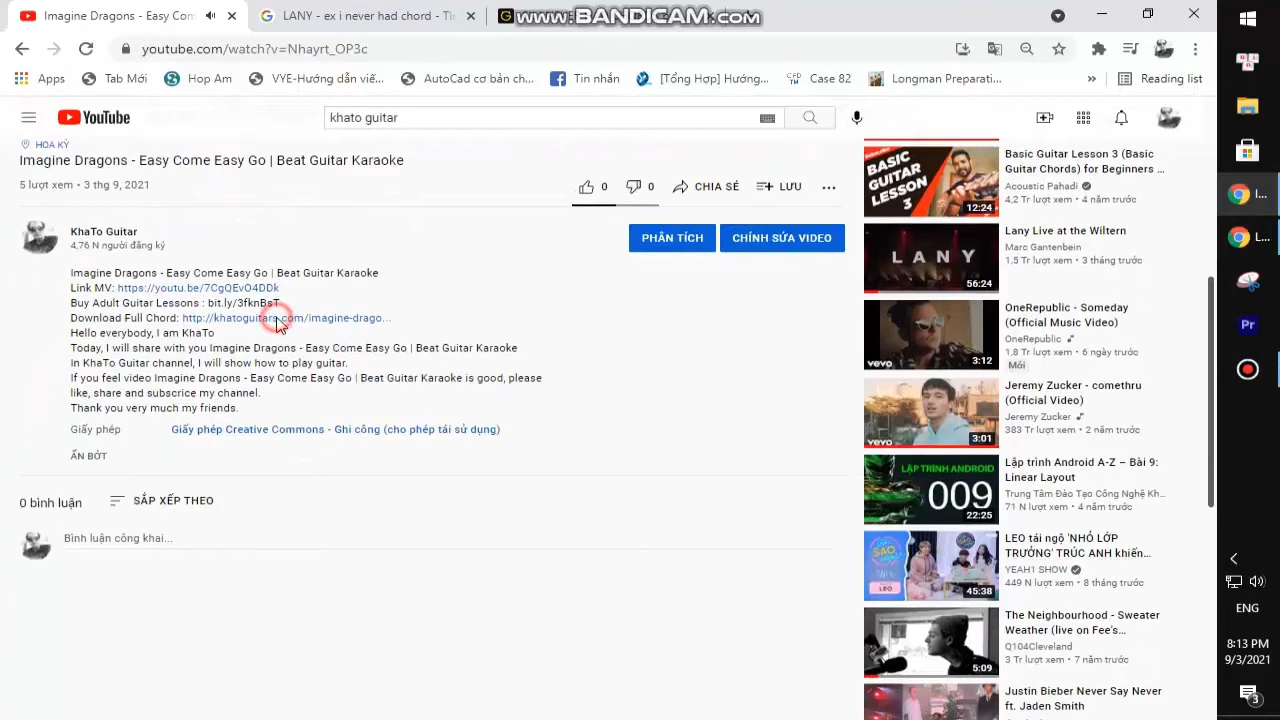 Imagine Dragons - Easy Com
LANY - ex i never had chord - Th
www.BANDICAM.com
youtube.com/watch?v=Nhayrt_OP3c
Apps
Tab Mới
Hop Am
VYE-Hướng dẫn viế...
AutoCad cơ bản ch...
Tin nhắn
[Tổng Hợp] Hướng...
Case 82
Longman Preparati...
»
Reading list
YouTube
khato guitar
HOA KỲ
Imagine Dragons - Easy Come Easy Go | Beat Guitar Karaoke
5 lượt xem • 3 thg 9, 2021
0
0
CHIA SẺ
LƯU
KhaTo Guitar
4,76 N người đăng ký
PHÂN TÍCH
CHỈNH SỬA VIDEO
Imagine Dragons - Easy Come Easy Go | Beat Guitar Karaoke
Link MV: https://youtu.be/7CgQEvO4DDk
Buy Adult Guitar Lessons : bit.ly/3fknBsT
Download Full Chord: http://khatoguitars.com/imagine-drago...
Hello everybody, I am KhaTo
Today, I will share with you Imagine Dragons - Easy Come Easy Go | Beat Guitar Karaoke
In KhaTo Guitar channel, I will show how to play guitar.
If you feel video Imagine Dragons - Easy Come Easy Go | Beat Guitar Karaoke is good, please
like, share and subscrice my channel.
Thank you very much my friends.
Giấy phép
Giấy phép Creative Commons - Ghi công (cho phép tái sử dụng)
ẨN BỚT
0 bình luận
SẮP XẾP THEO
Bình luận công khai...
BASIC GUITAR LESSON 3
12:24
Basic Guitar Lesson 3 (Basic
Guitar Chords) for Beginners ...
Acoustic Pahadi
4,2 Tr lượt xem • 4 năm trước
LANY
56:24
Lany Live at the Wiltern
Marc Gantenbein
1,5 Tr lượt xem • 3 tháng trước
vevo
3:12
OneRepublic - Someday
(Official Music Video)
OneRepublic
1,8 Tr lượt xem • 6 ngày trước
Mới
vevo
3:01
Jeremy Zucker - comethru
(Official Video)
Jeremy Zucker
383 Tr lượt xem • 2 năm trước
LẬP TRÌNH ANDROID
009
22:25
Lập trình Android A-Z – Bài 9:
Linear Layout
Trung Tâm Đào Tạo Công Nghệ Kh...
71 N lượt xem • 4 năm trước
SAO
LEO
45:38
LEO tái ngộ 'NHỎ LỚP
TRƯỞNG' TRÚC ANH khiến...
YEAH1 SHOW
449 N lượt xem • 8 tháng trước
5:09
The Neighbourhood - Sweater
Weather (live on Fee's...
Q104Cleveland
3 Tr lượt xem • 7 năm trước
Justin Bieber Never Say Never
ft. Jaden Smith
I...
L...
Pr
ENG
8:13 PM
9/3/2021
3